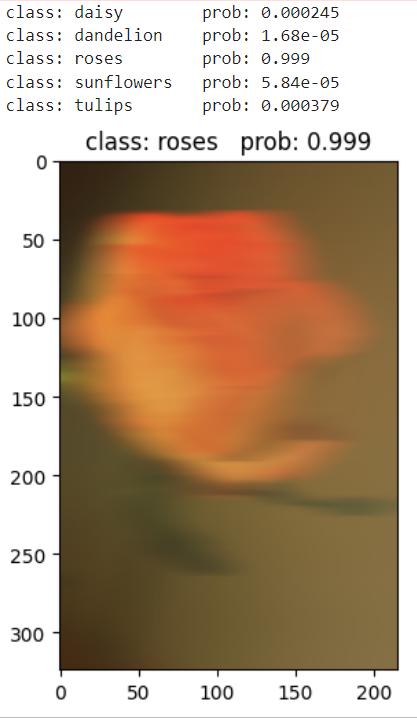 class: daisy prob: 0.000245
class: dandelion prob: 1.68e-05
class: roses prob: 0.999
class: sunflowers prob: 5.84e-05
class: tulips prob: 0.000379
class: roses prob: 0.999
0
50
100
150
200
250
300
0 50 100 150 200